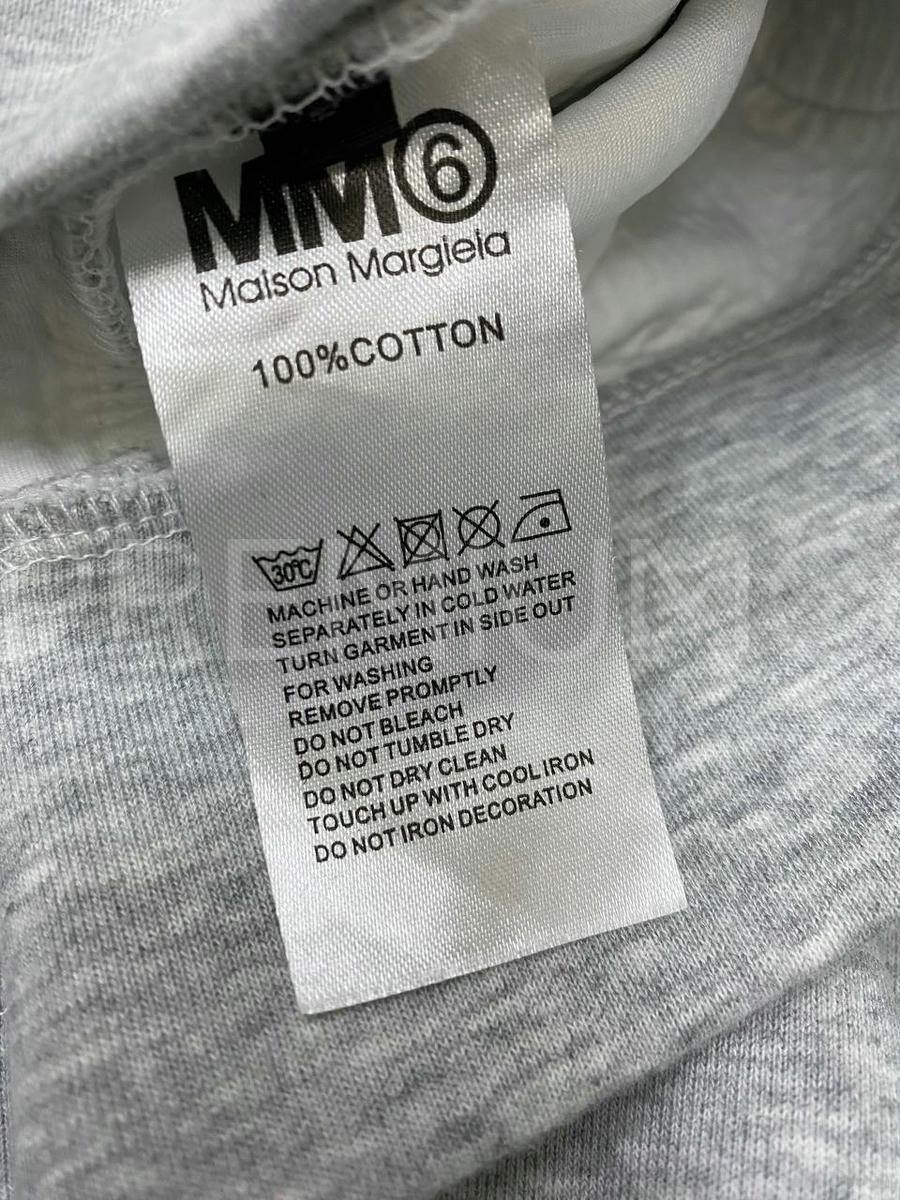 MM⑥
Maison Margiela
100%COTTON
30℃
MACHINE OR HAND WASH
SEPARATELY IN COLD WATER
TURN GARMENT IN SIDE OUT
FOR WASHING
REMOVE PROMPTLY
DO NOT BLEACH
DO NOT TUMBLE DRY
DO NOT DRY CLEAN
TOUCH UP WITH COOL IRON
DO NOT IRON DECORATION